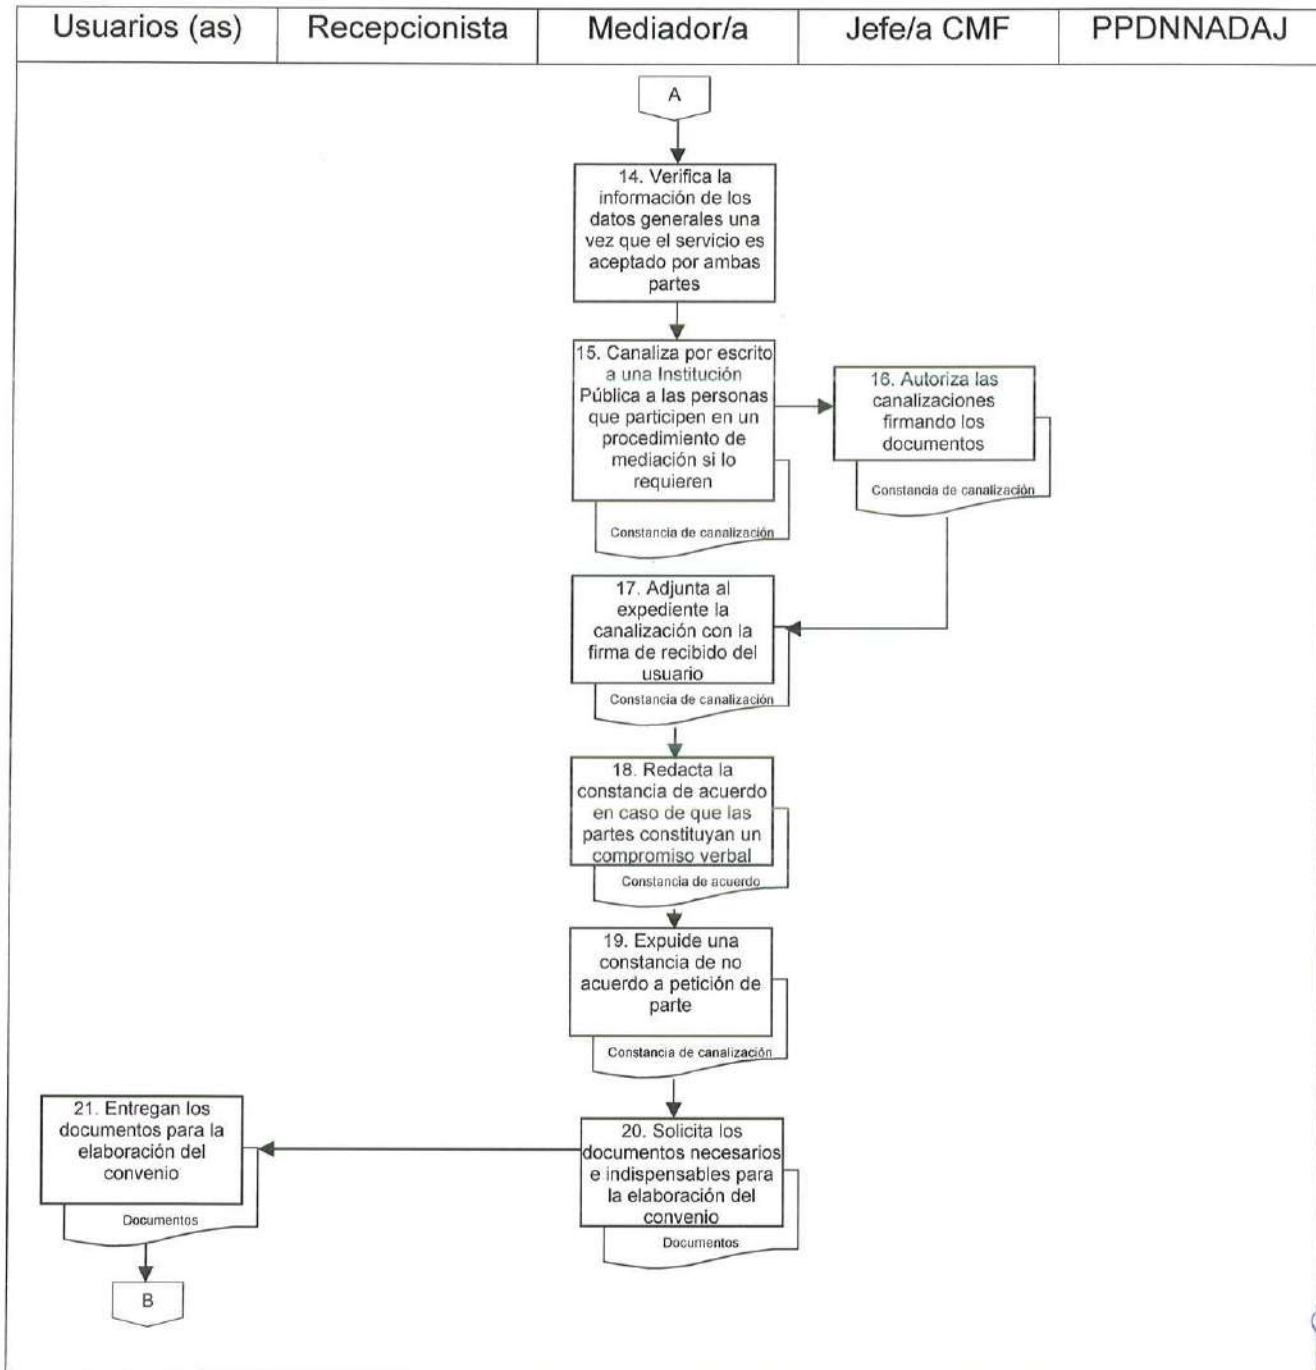 Usuarios (as) Recepcionista Mediador/a Jefe/a CMF PPDNNADAJ
A
14. Verifica la
información de los
datos generales una
vez que el servicio es
aceptado por ambas
partes
15. Canaliza por escrito
a una Institución
Pública a las personas
que participen en un
procedimiento de
mediación si lo
requieren
Constancia de canalización
16. Autoriza las
canalizaciones
firmando los
documentos
Constancia de canalización
17. Adjunta al
expediente la
canalización con la
firma de recibido del
usuario
Constancia de canalización
18. Redacta la
constancia de acuerdo
en caso de que las
partes constituyan un
compromiso verbal
Constancia de acuerdo
19. Expuide una
constancia de no
acuerdo a petición de
parte
Constancia de canalización
20. Solicita los
documentos necesarios
e indispensables para
la elaboración del
convenio
Documentos
21. Entregan los
documentos para la
elaboración del
convenio
Documentos
B